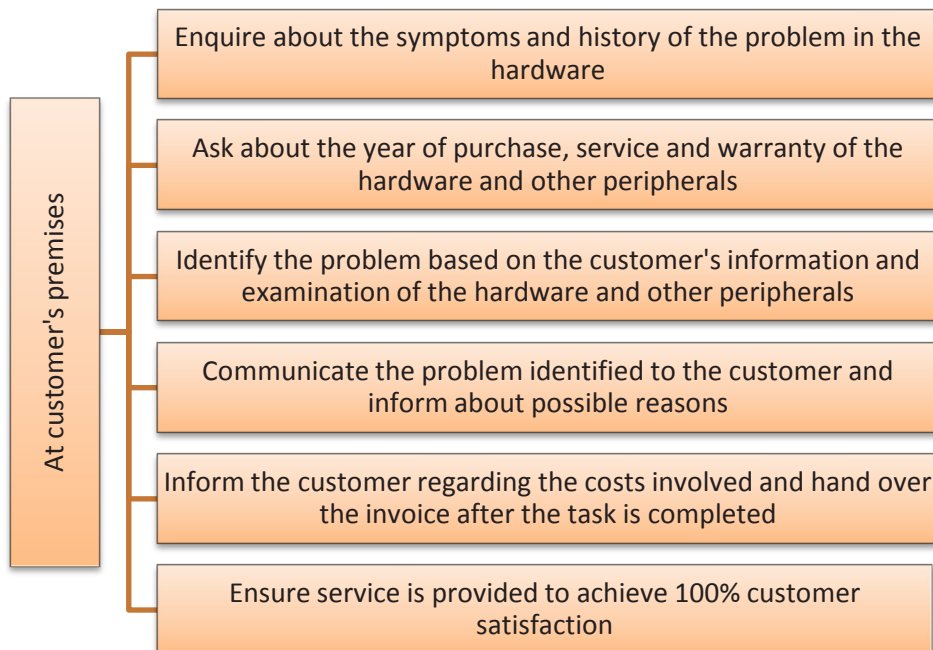 At customer's premises
Enquire about the symptoms and history of the problem in the
hardware
Ask about the year of purchase, service and warranty of the
hardware and other peripherals
Identify the problem based on the customer's information and
examination of the hardware and other peripherals
Communicate the problem identified to the customer and
inform about possible reasons
Inform the customer regarding the costs involved and hand over
the invoice after the task is completed
Ensure service is provided to achieve 100% customer
satisfaction